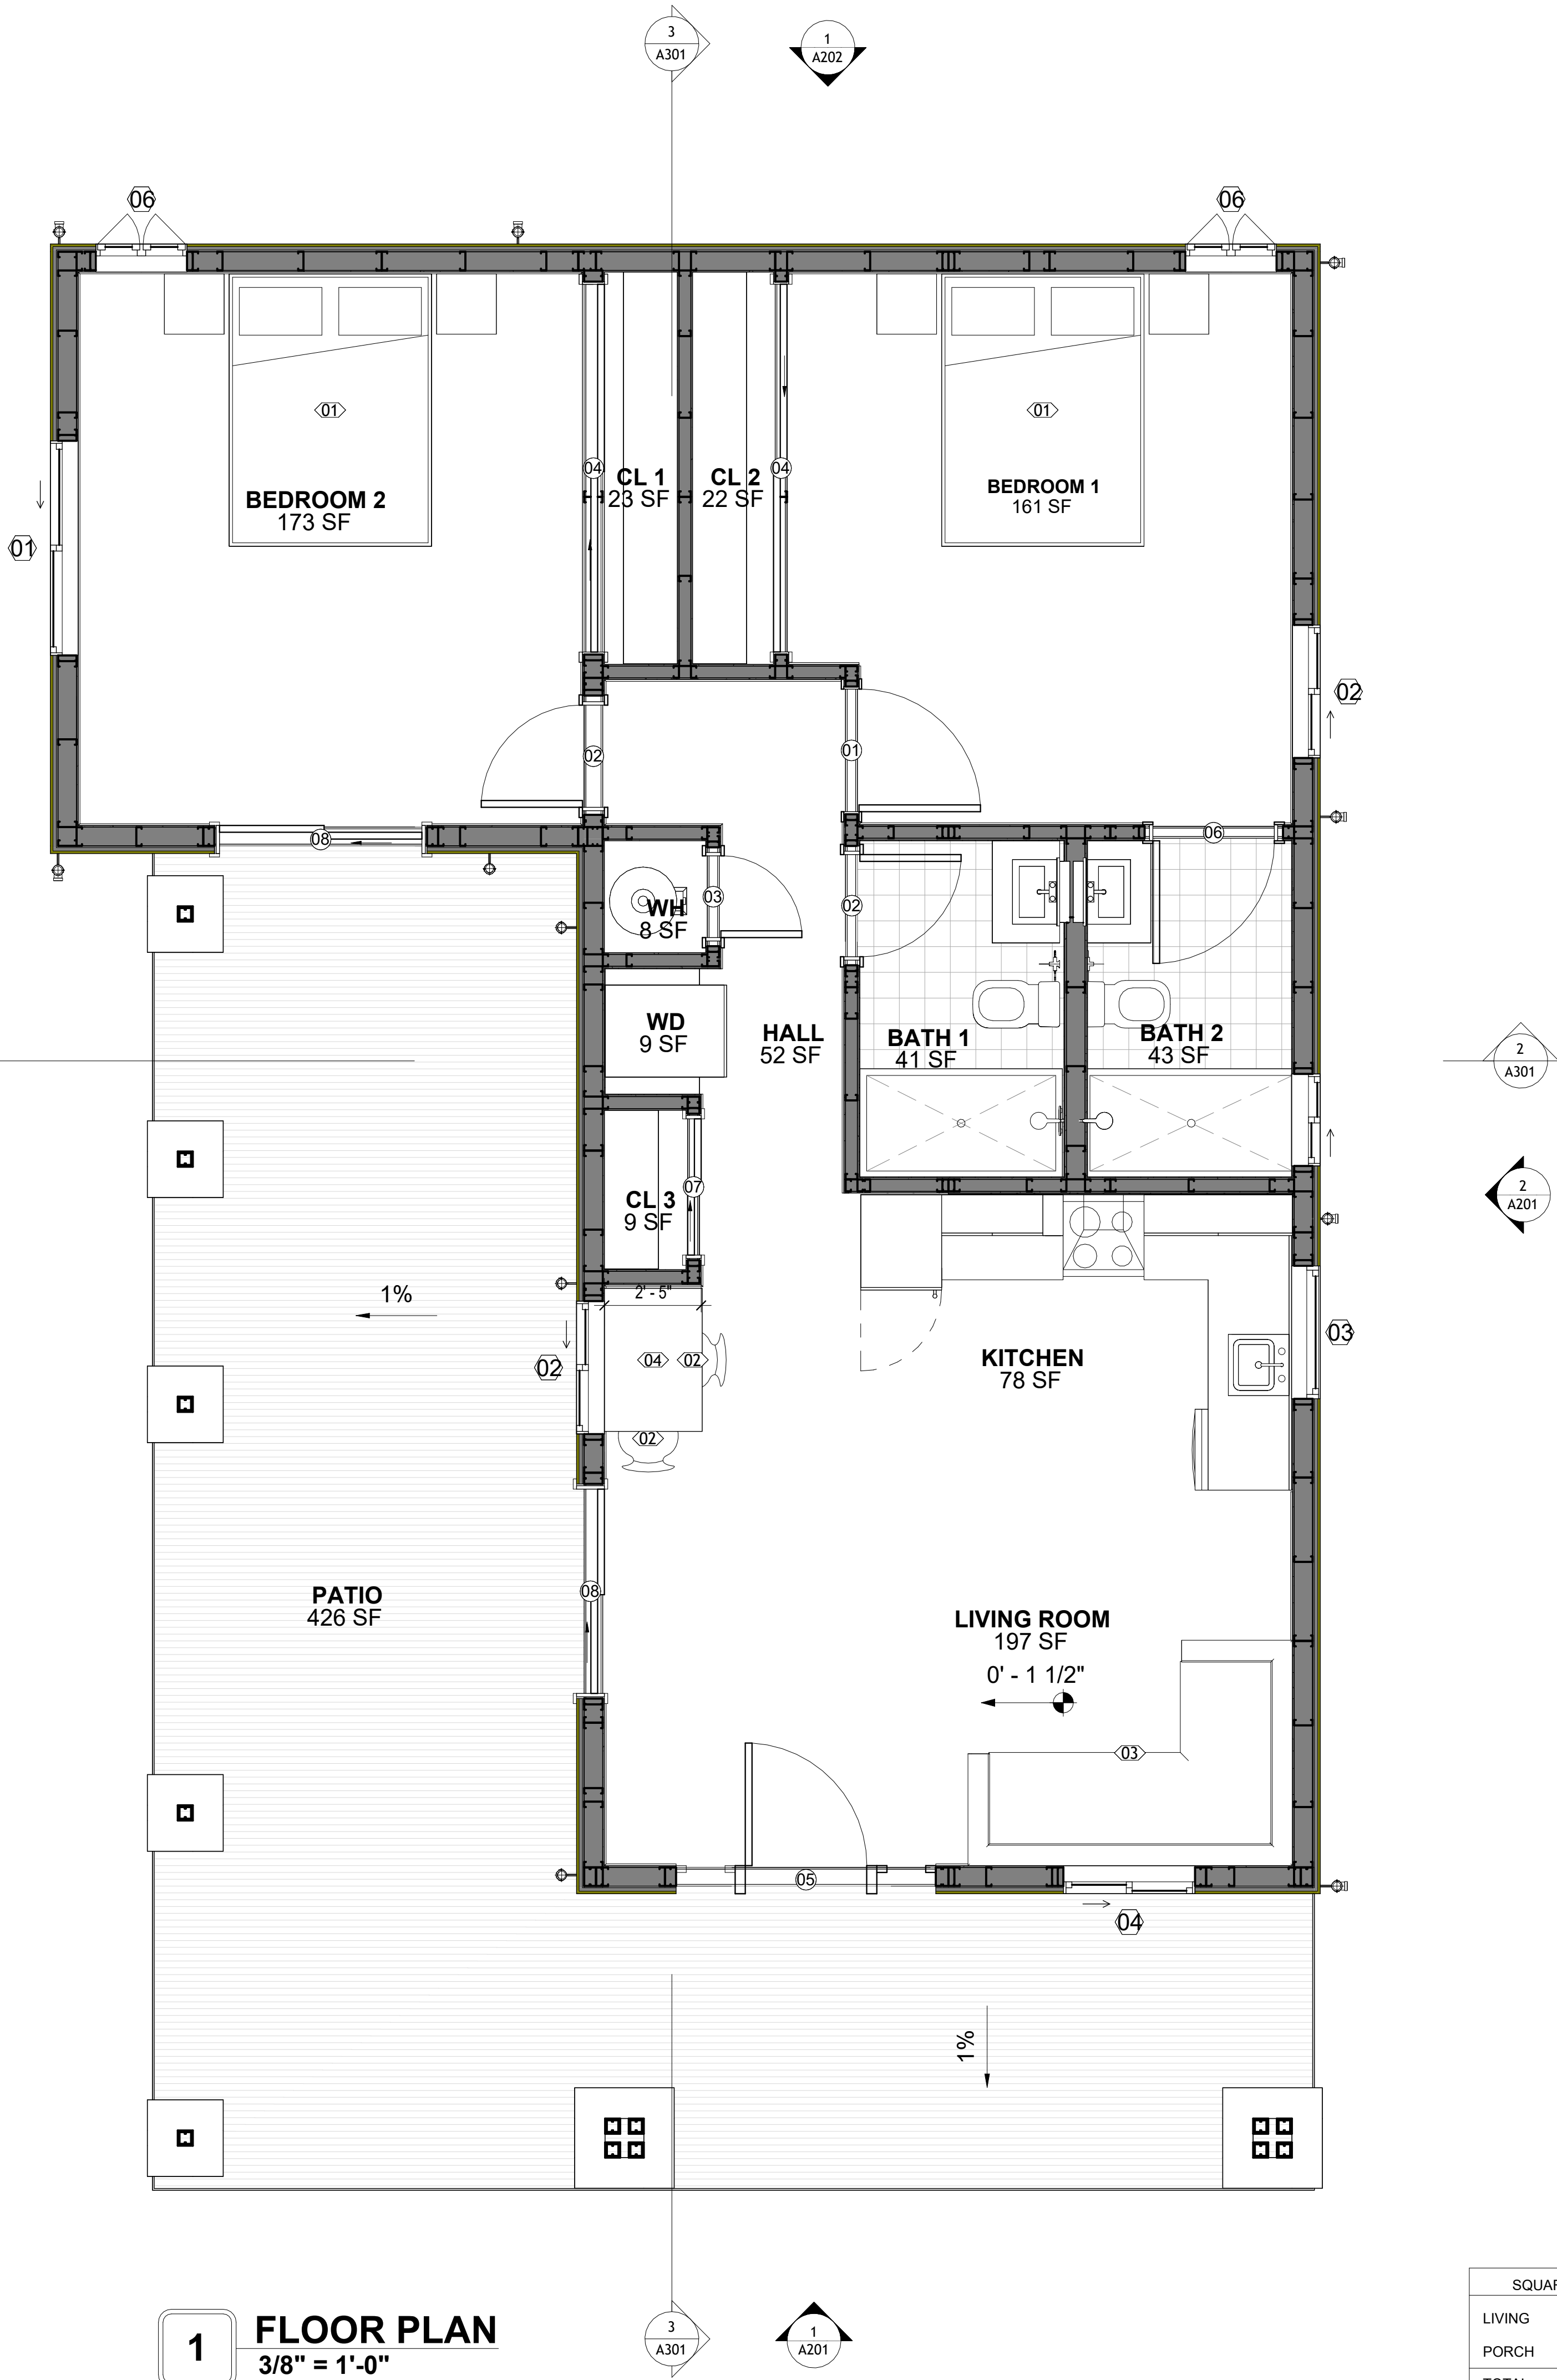 3
A301
1
A202
06
06
01
01
BEDROOM 2
173 SF
04
CL 1
23 SF
CL 2
22 SF
04
BEDROOM 1
161 SF
01
02
02
01
08
06
03
02
WH
8 SF
WD
9 SF
HALL
52 SF
BATH 1
41 SF
BATH 2
43 SF
2
A301
CL 3
9 SF
07
2
A201
2' - 5"
1%
02
04
02
02
03
KITCHEN
78 SF
PATIO
426 SF
08
LIVING ROOM
197 SF
0' - 1 1/2"
03
05
04
1%
1
FLOOR PLAN
3/8" = 1'-0"
3
A301
1
A201
LIVING
PORCH